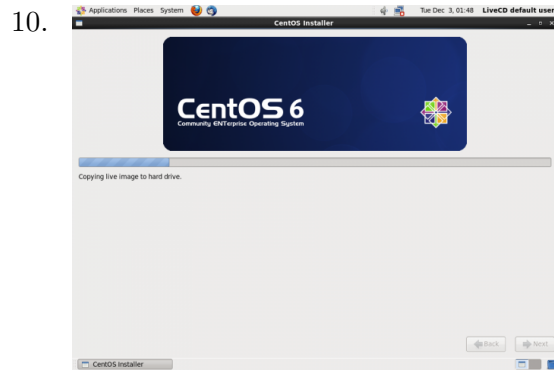 10.
Applications Places System Tue Dec 3, 01:48 LiveCD default user
CentOS Installer
CentOS 6
Community ENTerprise Operating System
Copying live image to hard drive.
Back Next
CentOS Installer